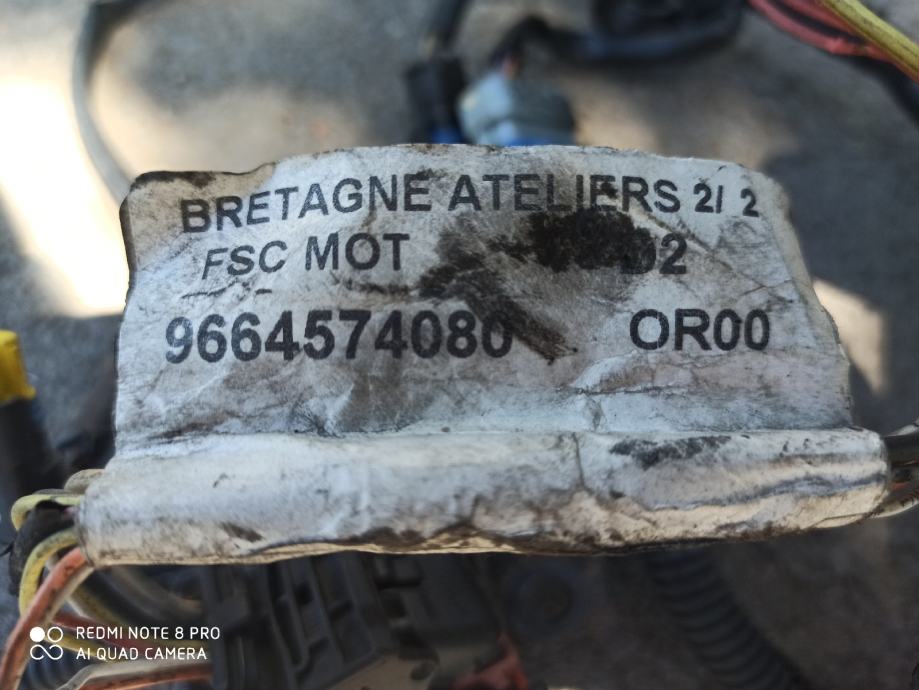 BRETAGNE ATELIERS 2/ 2
FSC MOT
9664574080 OR00
REDMI NOTE 8 PRO
AI QUAD CAMERA